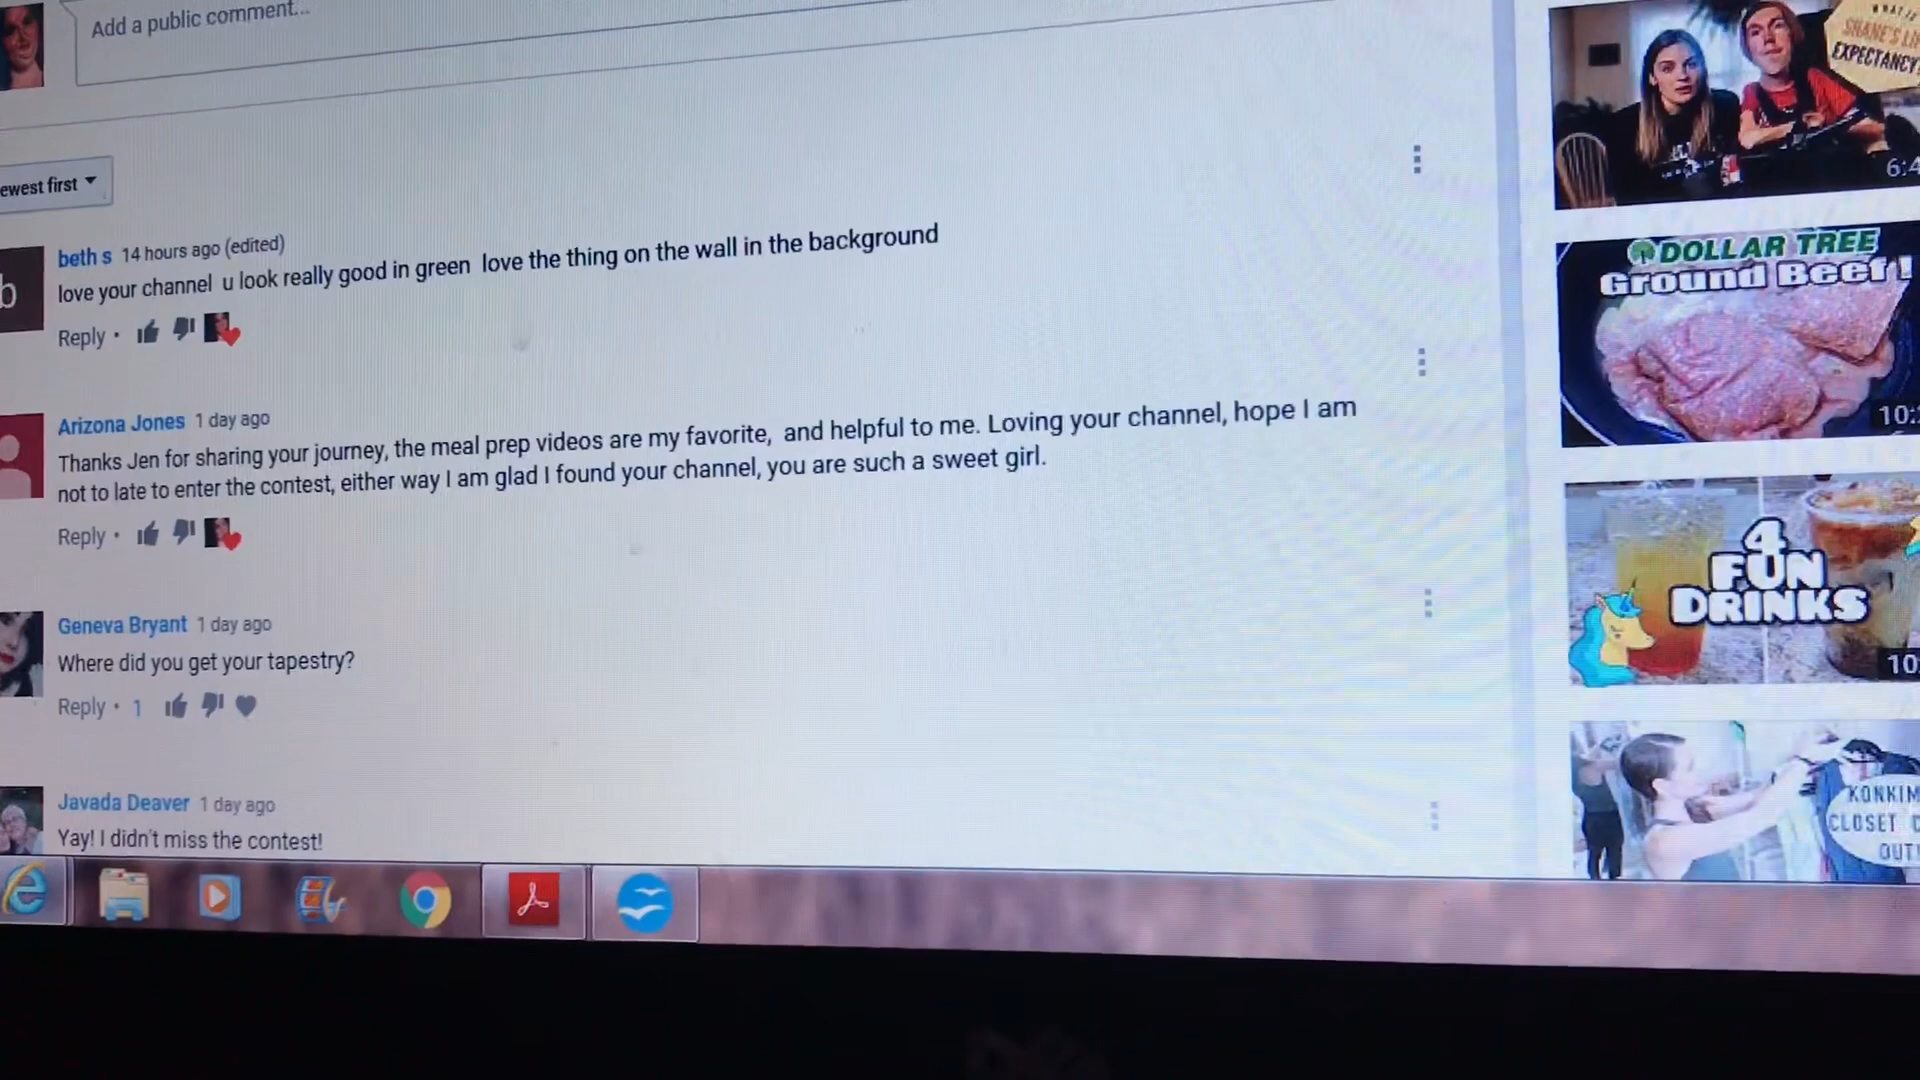 Add a public comment...
ewest first
b
beth s 14 hours ago (edited)
love your channel u look really good in green love the thing on the wall in the background
Reply •
Arizona Jones 1 day ago
Thanks Jen for sharing your journey, the meal prep videos are my favorite, and helpful to me. Loving your channel, hope I am
not to late to enter the contest, either way I am glad I found your channel, you are such a sweet girl.
Reply •
Geneva Bryant 1 day ago
Where did you get your tapestry?
Reply • 1
Javada Deaver 1 day ago
Yay! I didn't miss the contest!
WHAT IS
SHANE'S LI
EXPECTANCY
6:4
DOLLAR TREE
Ground Beef!
10:
4
FUN
DRINKS
10
KONKIM
CLOSET C
OUT